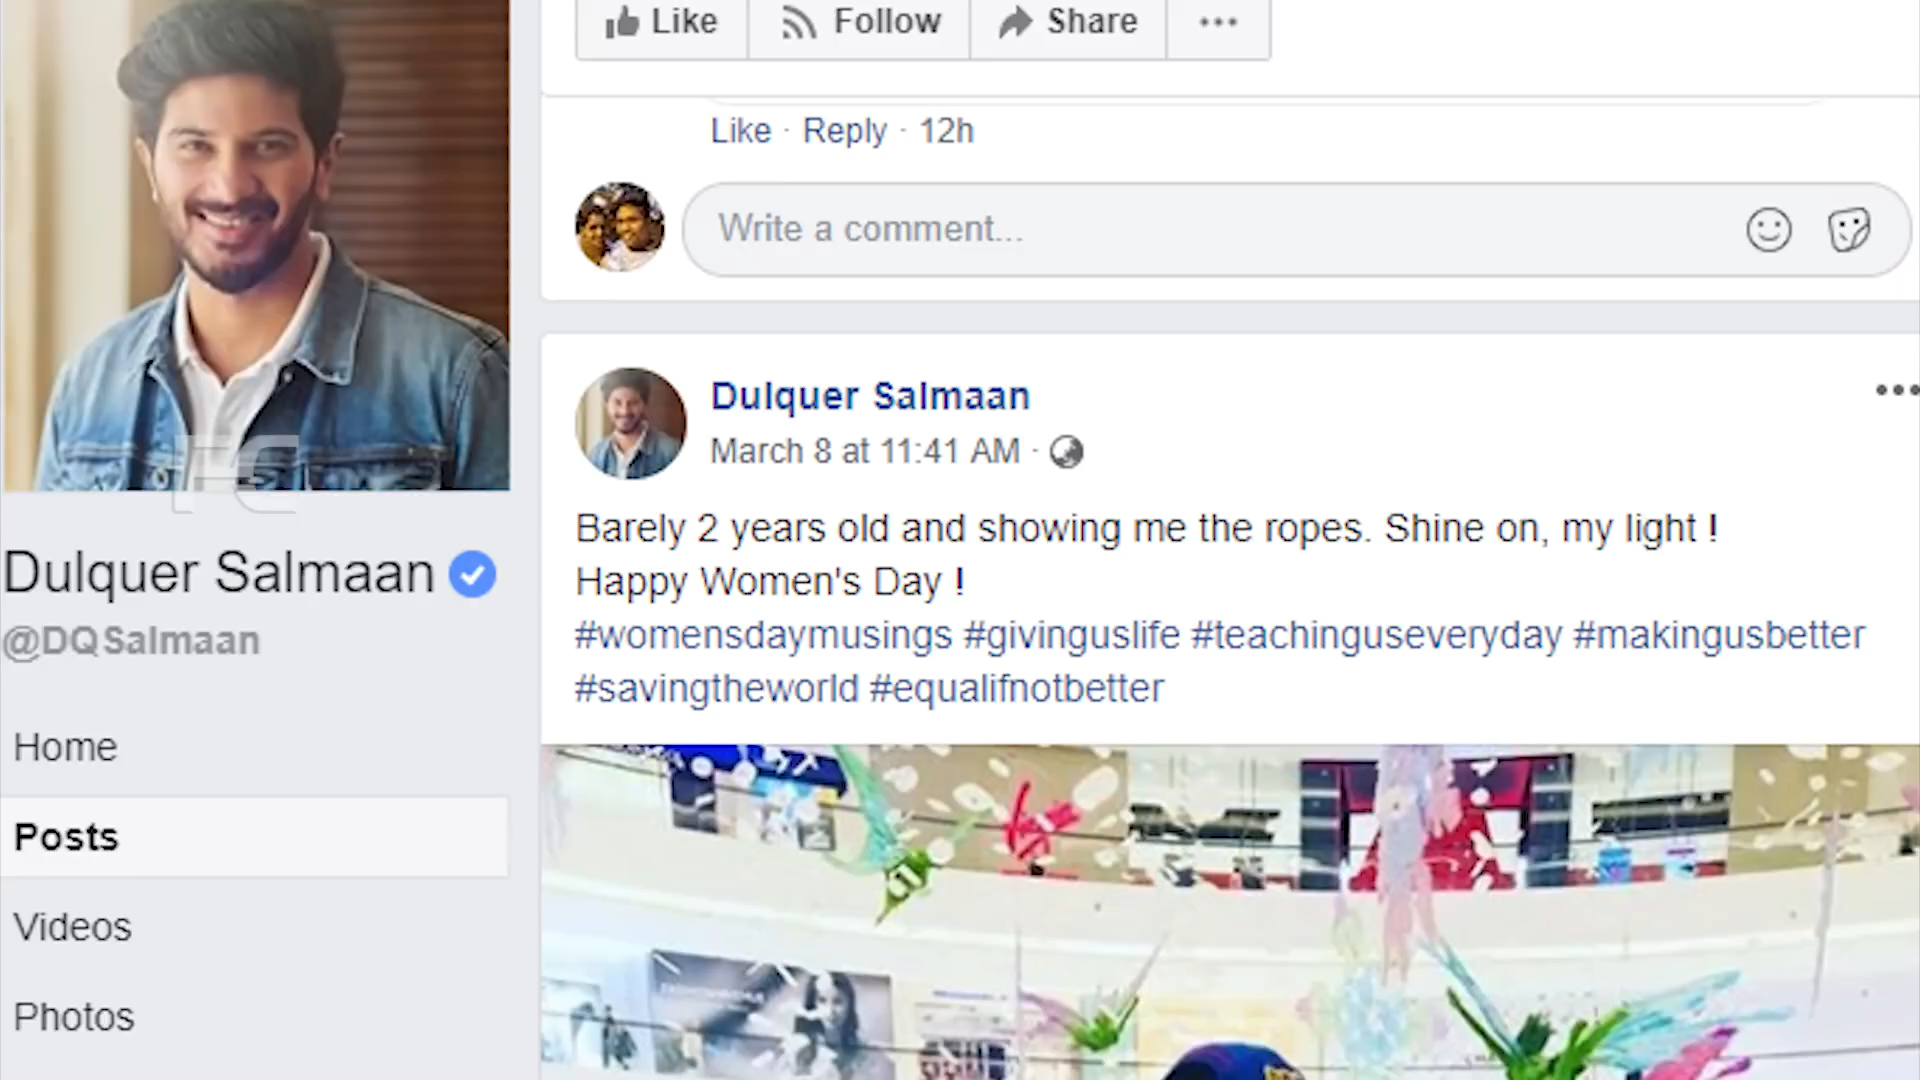 Like Follow Share
Like · Reply · 12h
Write a comment...
FC
Dulquer Salmaan
@DQSalmaan
Home
Posts
Videos
Photos
Dulquer Salmaan
March 8 at 11:41 AM ·
Barely 2 years old and showing me the ropes. Shine on, my light !
Happy Women's Day !
#womensdaymusings #givinguslife #teachinguseveryday #makingusbetter
#savingtheworld #equalifnotbetter